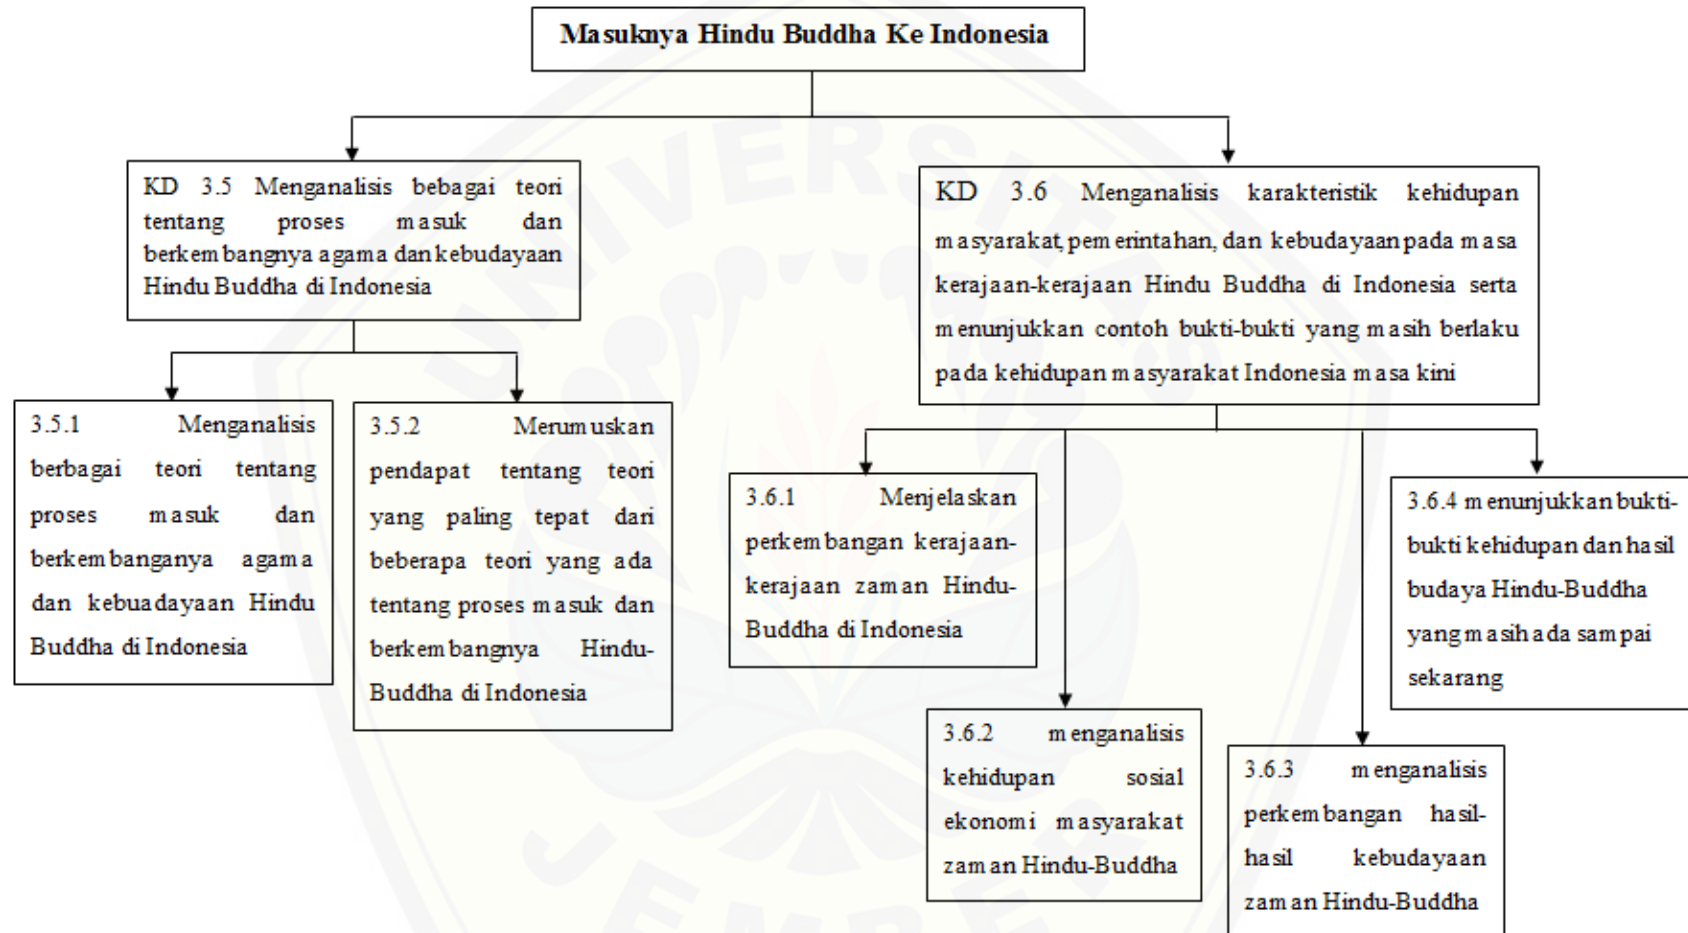 Masuknya Hindu Buddha Ke Indonesia
KD 3.5 Menganalisis bebagai teori
tentang proses masuk dan
berkembangnya agama dan kebudayaan
Hindu Buddha di Indonesia
KD 3.6 Menganalisis karakteristik kehidupan
masyarakat, pemerintahan, dan kebudayaan pada masa
kerajaan-kerajaan Hindu Buddha di Indonesia serta
menunjukkan contoh bukti-bukti yang masih berlaku
pada kehidupan masyarakat Indonesia masa kini
3.5.1 Menganalisis
berbagai teori tentang
proses masuk dan
berkembanganya agama
dan kebuadayaan Hindu
Buddha di Indonesia
3.5.2 Merumuskan
pendapat tentang teori
yang paling tepat dari
beberapa teori yang ada
tentang proses masuk dan
berkembangnya Hindu-
Buddha di Indonesia
3.6.1 Menjelaskan
perkembangan kerajaan-
kerajaan zaman Hindu-
Buddha di Indonesia
3.6.2 menganalisis
kehidupan sosial
ekonomi masyarakat
zaman Hindu-Buddha
3.6.3 menganalisis
perkembangan hasil-
hasil kebudayaan
zaman Hindu-Buddha
3.6.4 menunjukkan bukti-
bukti kehidupan dan hasil
budaya Hindu-Buddha
yang masih ada sampai
sekarang
UNIVERSITAS
JEMBER